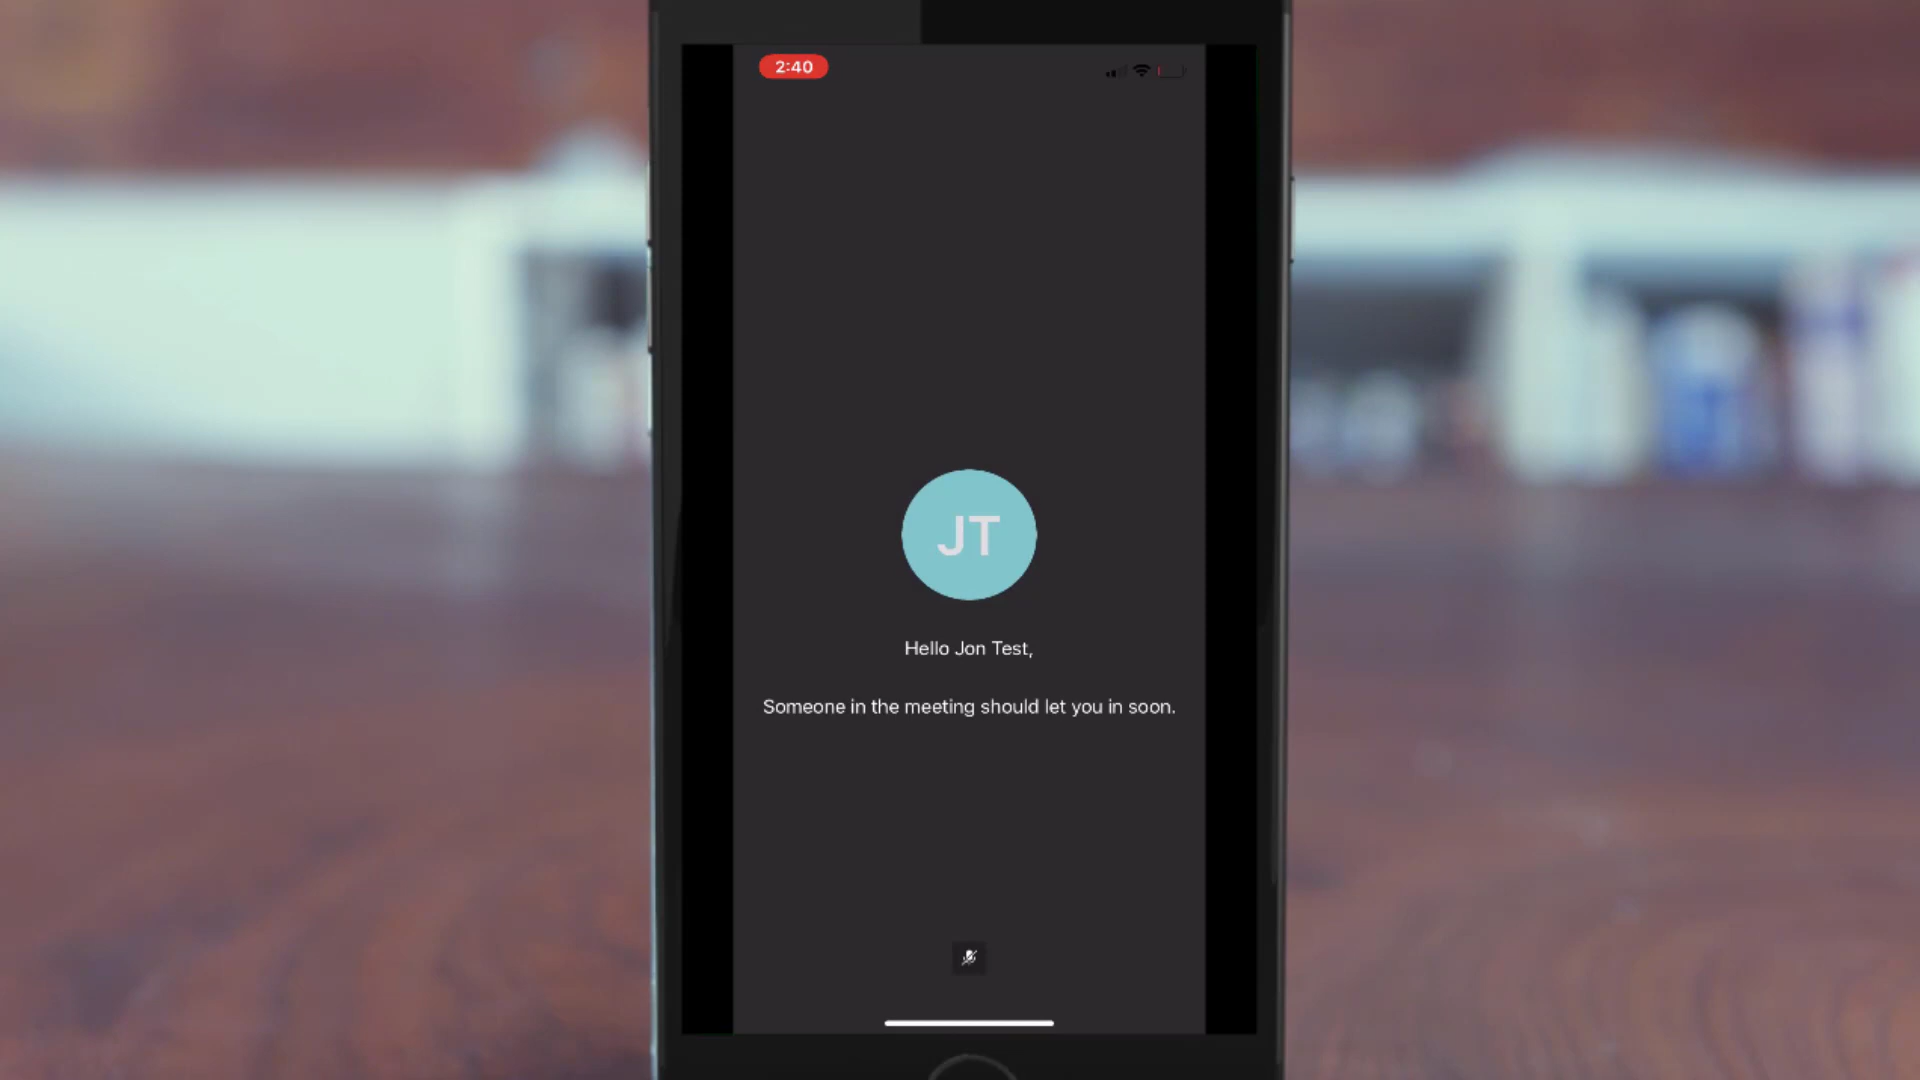 2:40
JT
Hello Jon Test,
Someone in the meeting should let you in soon.